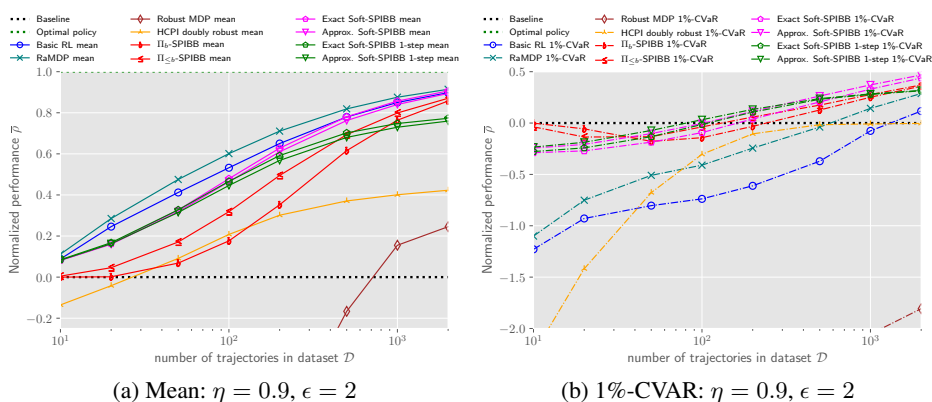 Baseline
Optimal policy
Basic RL mean
RaMDP mean
Robust MDP mean
HCPI doubly robust mean
Π_b-SPIBB mean
Π_{≤b}-SPIBB mean
Exact Soft-SPIBB mean
Approx. Soft-SPIBB mean
Exact Soft-SPIBB 1-step mean
Approx. Soft-SPIBB 1-step mean
Normalized performance ρ̅
1.0
0.8
0.6
0.4
0.2
0.0
−0.2
10¹ 10² 10³
number of trajectories in dataset 𝒟
(a) Mean: η = 0.9, ϵ = 2
Baseline
Optimal policy
Basic RL 1%-CVaR
RaMDP 1%-CVaR
Robust MDP 1%-CVaR
HCPI doubly robust 1%-CVaR
Π_b-SPIBB 1%-CVaR
Π_{≤b}-SPIBB 1%-CVaR
Exact Soft-SPIBB 1%-CVaR
Approx. Soft-SPIBB 1%-CVaR
Exact Soft-SPIBB 1-step 1%-CVaR
Approx. Soft-SPIBB 1-step 1%-CVaR
Normalized performance ρ̅
0.5
0.0
−0.5
−1.0
−1.5
−2.0
10¹ 10² 10³
number of trajectories in dataset 𝒟
(b) 1%-CVAR: η = 0.9, ϵ = 2